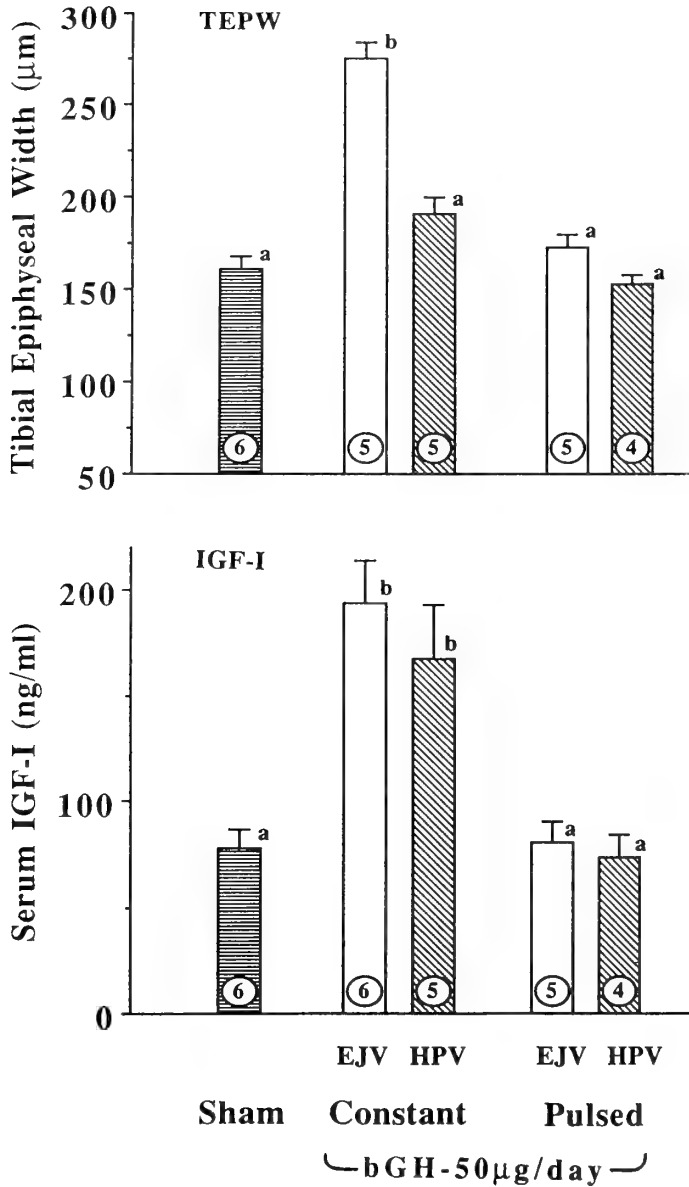 TEPW
Tibial Epiphyseal Width (µm)
300
250
200
150
100
50
a
b
a
a
a
6
5
5
5
4
IGF-I
Serum IGF-I (ng/ml)
200
100
0
a
b
b
a
a
6
6
5
5
4
EJV HPV EJV HPV
Sham Constant Pulsed
bGH-50µg/day